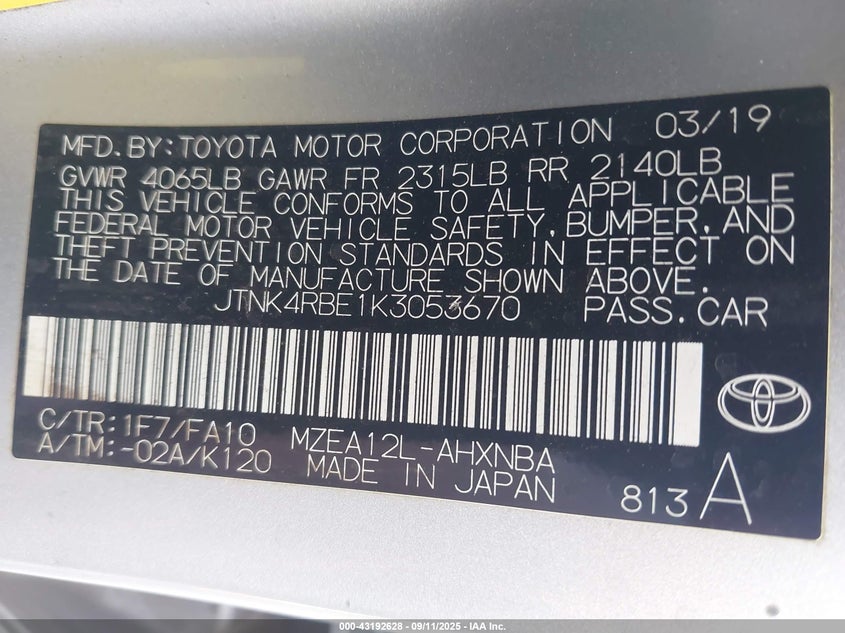 MFD.BY:TOYOTA MOTOR CORPORATION 03/19
GVWR 4065LB GAWR FR 2315LB RR 2140LB
THIS VEHICLE CONFORMS TO ALL APPLICABLE
FEDERAL MOTOR VEHICLE SAFETY,BUMPER,AND
THEFT PREVENTION STANDARDS IN EFFECT ON
THE DATE OF MANUFACTURE SHOWN ABOVE.
JTNK4RBE1K3053670 PASS.CAR
C/TR:1F7/FA10 MZEA12L-AHXNBA
A/TM:-02A/K120 MADE IN JAPAN
813A
000-43192628 - 09/11/2025 - IAA Inc.